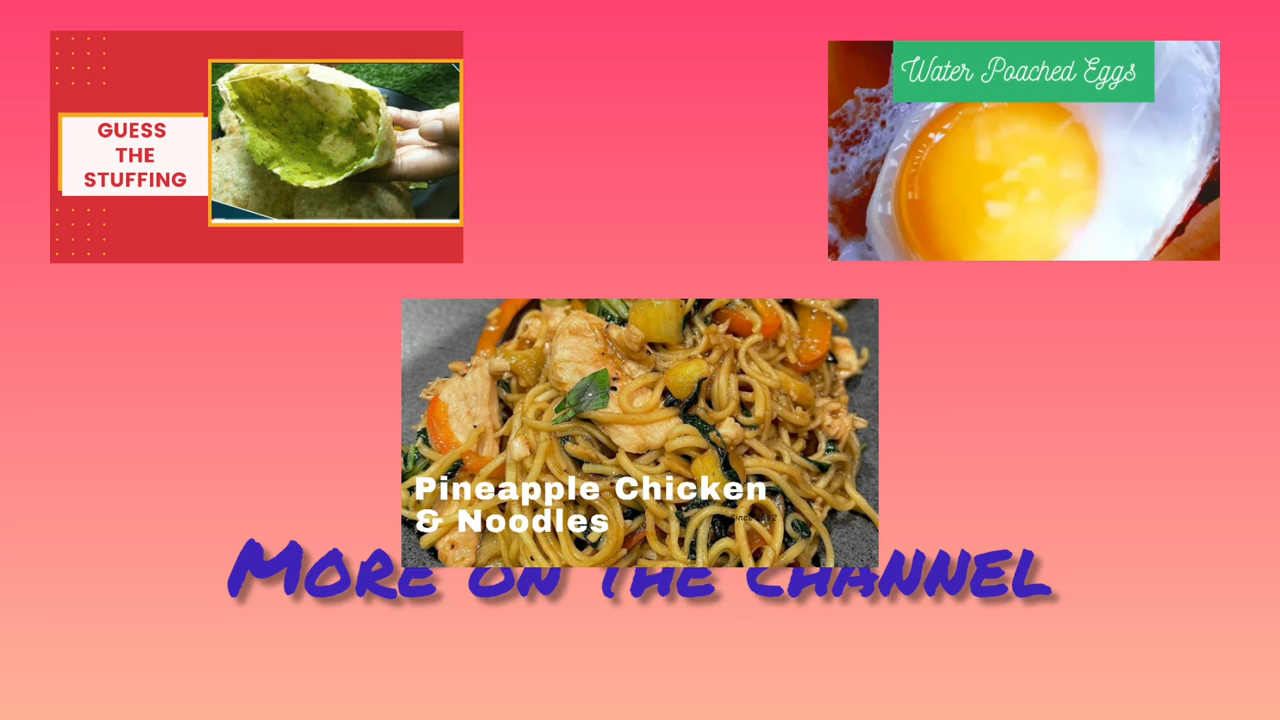 GUESS
THE
STUFFING
Water Poached Eggs
Pineapple Chicken
& Noodles
More on the channel